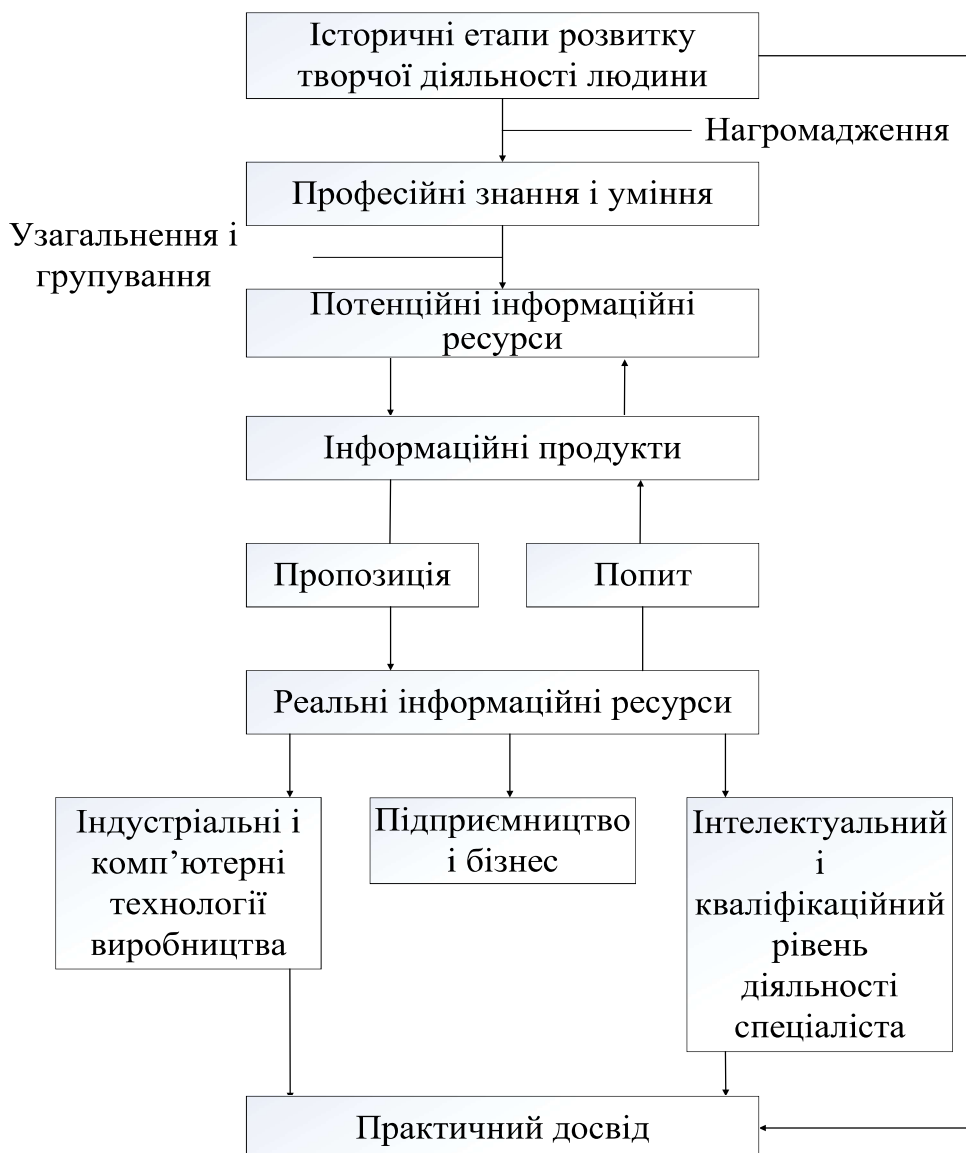 Історичні етапи розвитку
творчої діяльності людини
Нагромадження
Професійні знання і уміння
Узагальнення і
групування
Потенційні інформаційні
ресурси
Інформаційні продукти
Пропозиція
Попит
Реальні інформаційні ресурси
Індустріальні і
комп’ютерні
технології
виробництва
Підприємництво
і бізнес
Інтелектуальний
і
кваліфікаційний
рівень
діяльності
спеціаліста
Практичний досвід